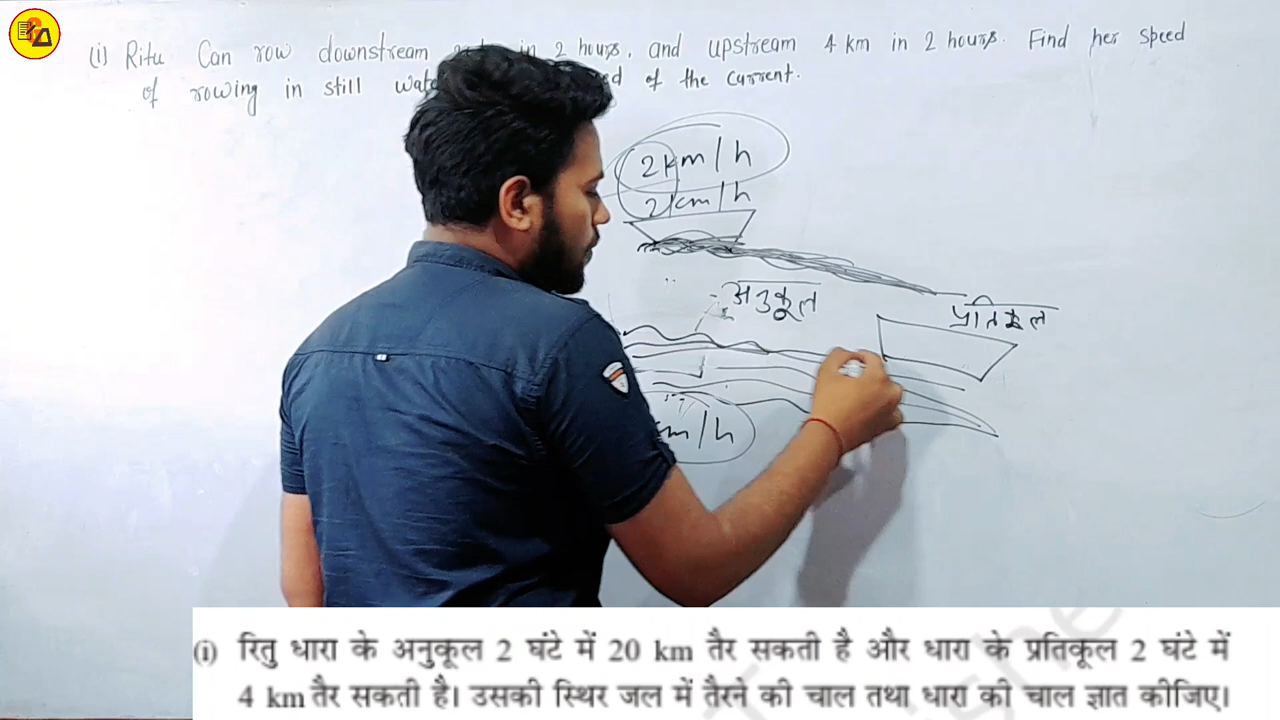 (i) Ritu Can row downstream in 2 hours, and upstream 4 km in 2 hours. Find her speed
of rowing in still of the current.
2km/h
2km/h
अनुकूल
प्रतिकूल
km/h
(i) रितु धारा के अनुकूल 2 घंटे में 20 km तैर सकती है और धारा के प्रतिकूल 2 घंटे में
4 km तैर सकती है। उसकी स्थिर जल में तैरने की चाल तथा धारा की चाल ज्ञात कीजिए।